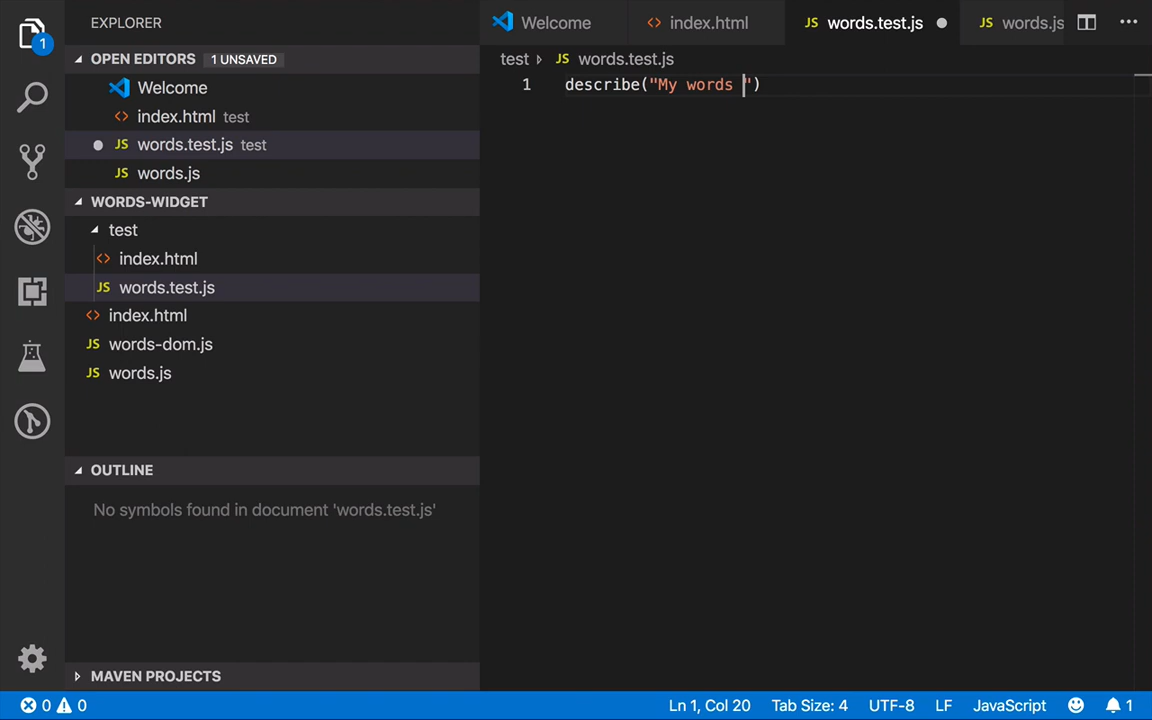 EXPLORER
OPEN EDITORS 1 UNSAVED
Welcome
index.html test
JS words.test.js test
JS words.js
WORDS-WIDGET
test
index.html
JS words.test.js
index.html
JS words-dom.js
JS words.js
OUTLINE
No symbols found in document 'words.test.js'
MAVEN PROJECTS
1
Welcome
index.html
JS words.test.js
JS words.js
test JS words.test.js
1 describe("My words ")
0 0
Ln 1, Col 20
Tab Size: 4
UTF-8
LF
JavaScript
1